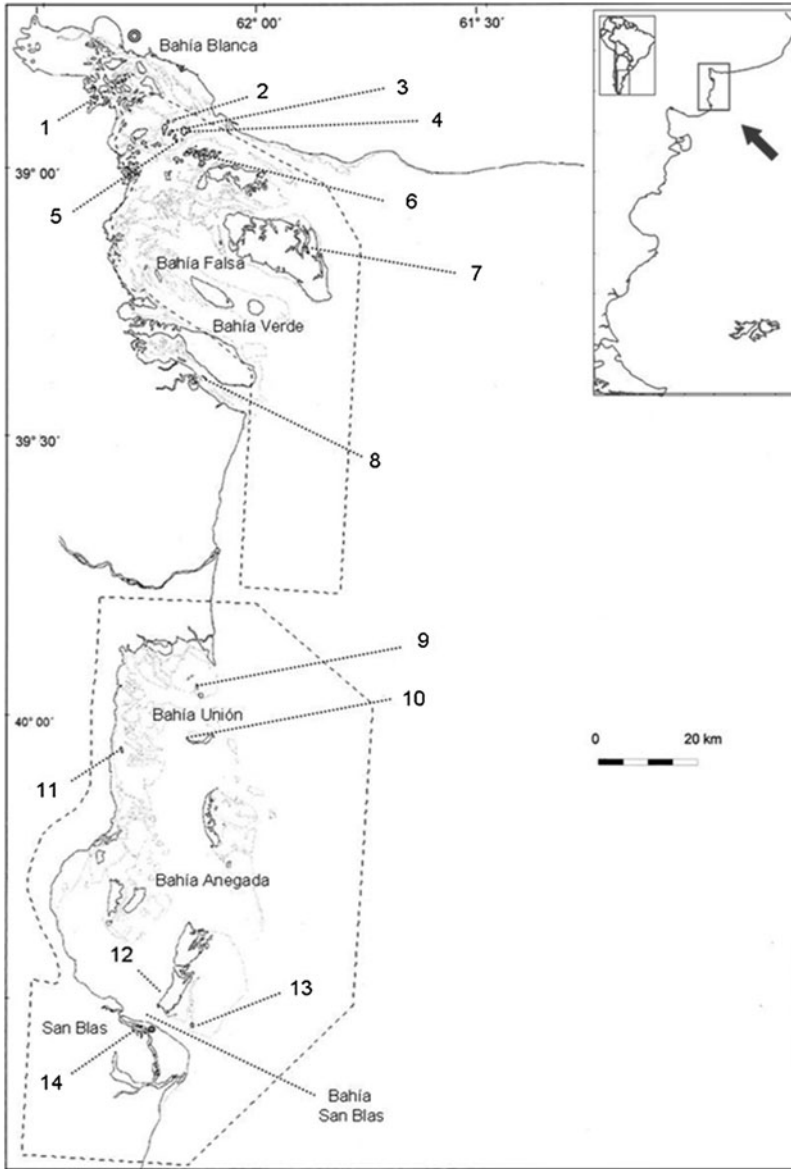 62° 00´
61° 30´
Bahía Blanca
2
3
1
4
39° 00´
5
6
7
Bahía Falsa
Bahía Verde
39° 30´
8
9
10
40° 00´
Bahía Unión
0
20 km
11
Bahía Anegada
12
13
San Blas
14
Bahía
San Blas